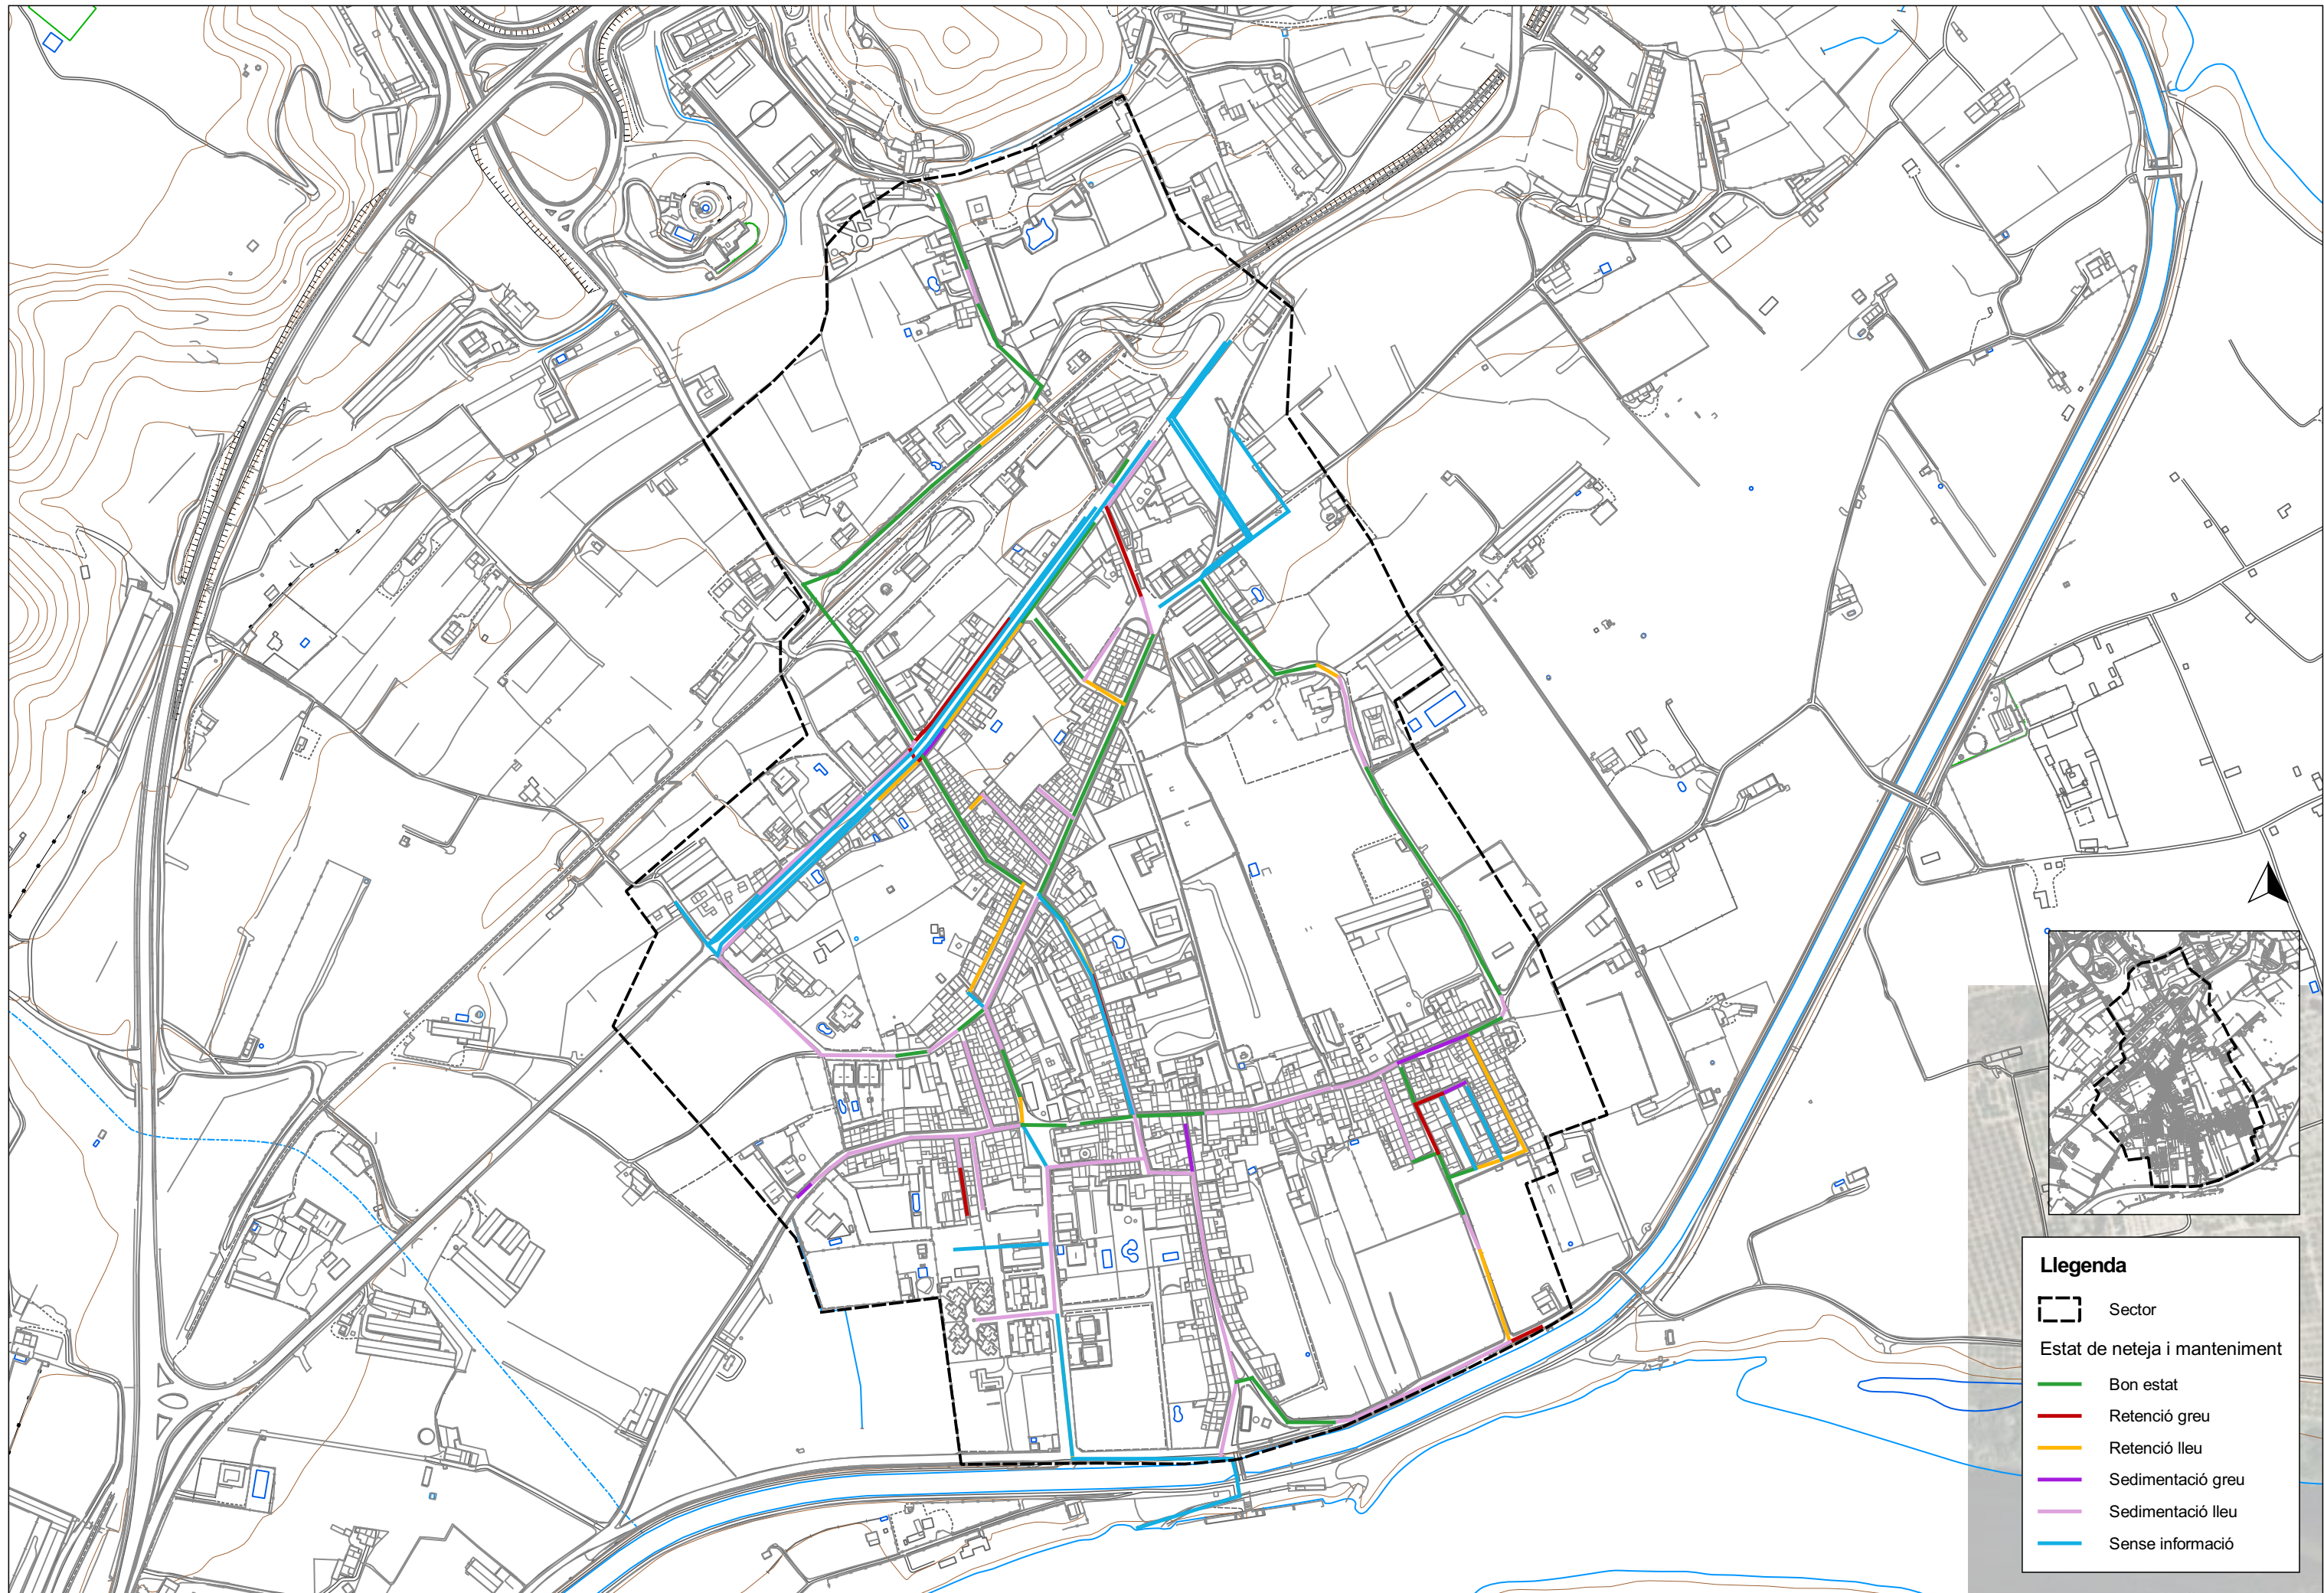 Llegenda
Sector
Estat de neteja i manteniment
Bon estat
Retenció greu
Retenció lleu
Sedimentació greu
Sedimentació lleu
Sense informació